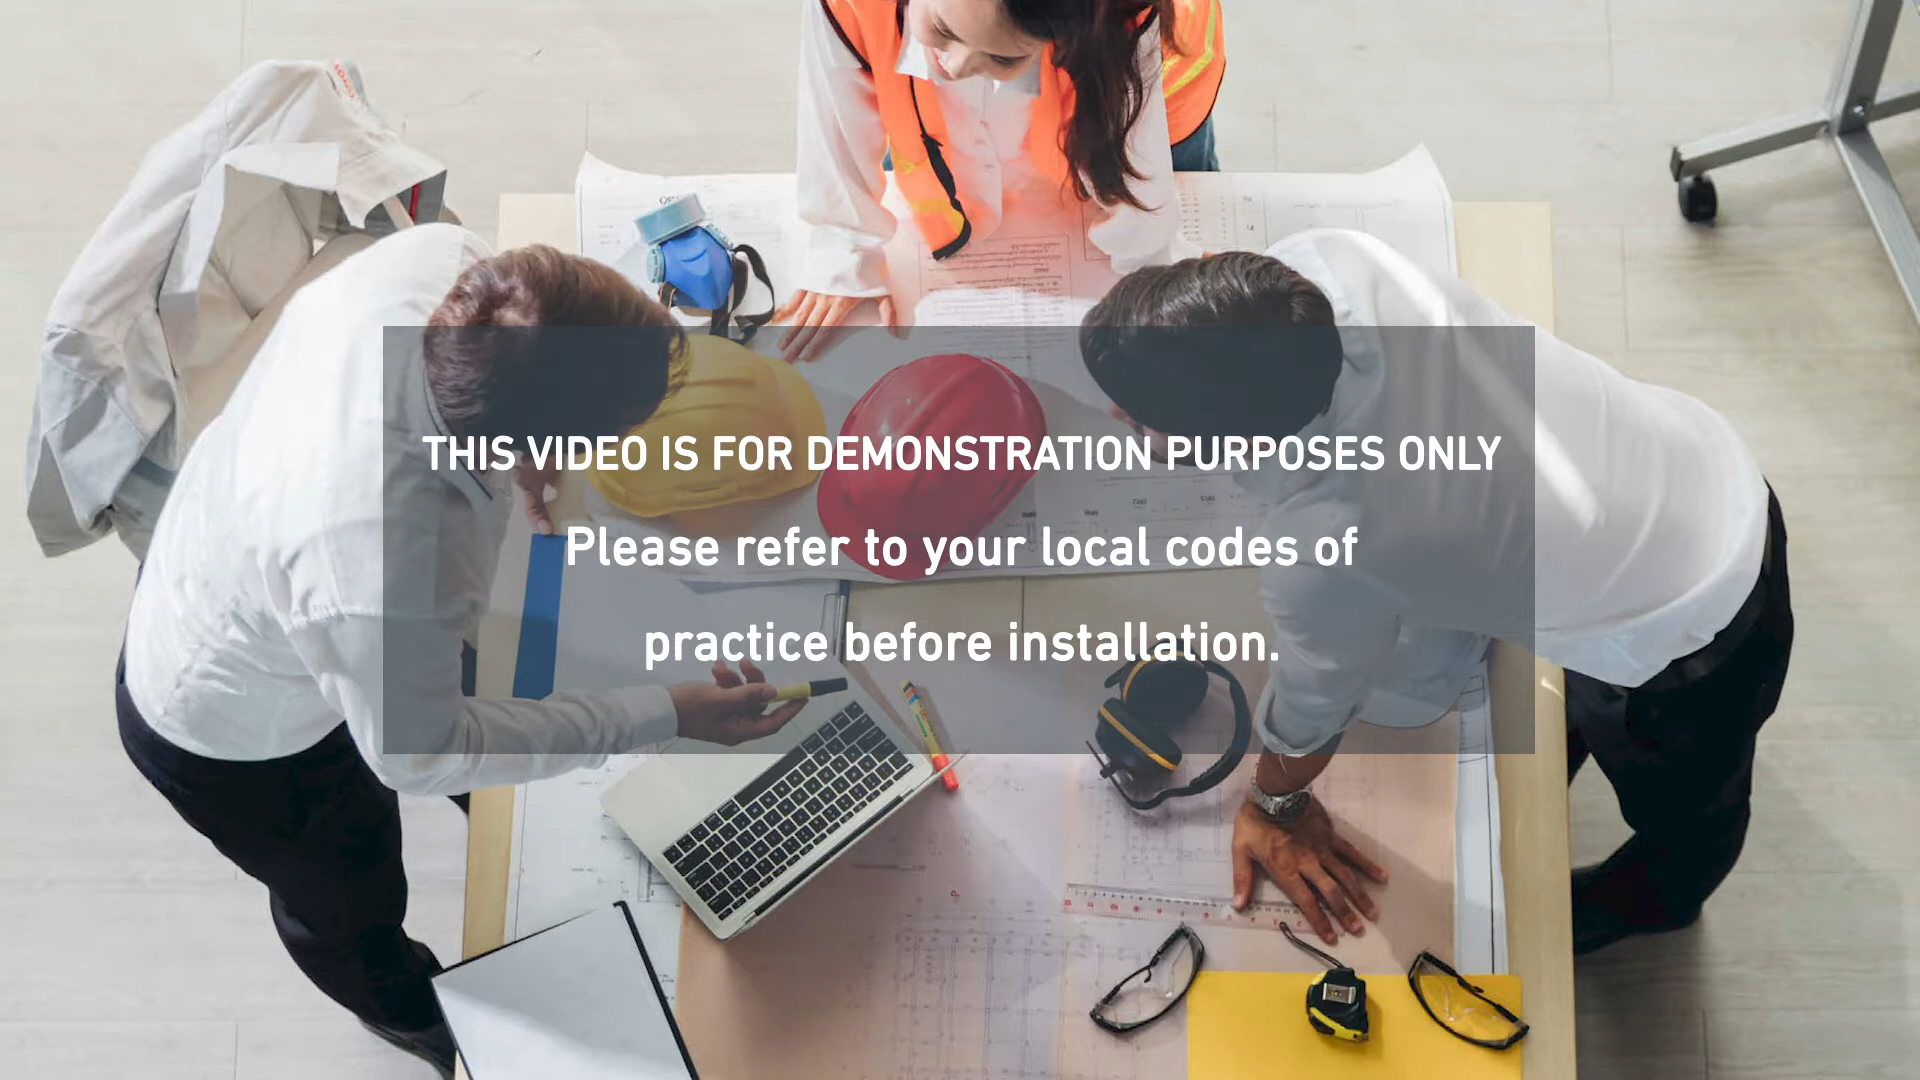 THIS VIDEO IS FOR DEMONSTRATION PURPOSES ONLY
Please refer to your local codes of
practice before installation.